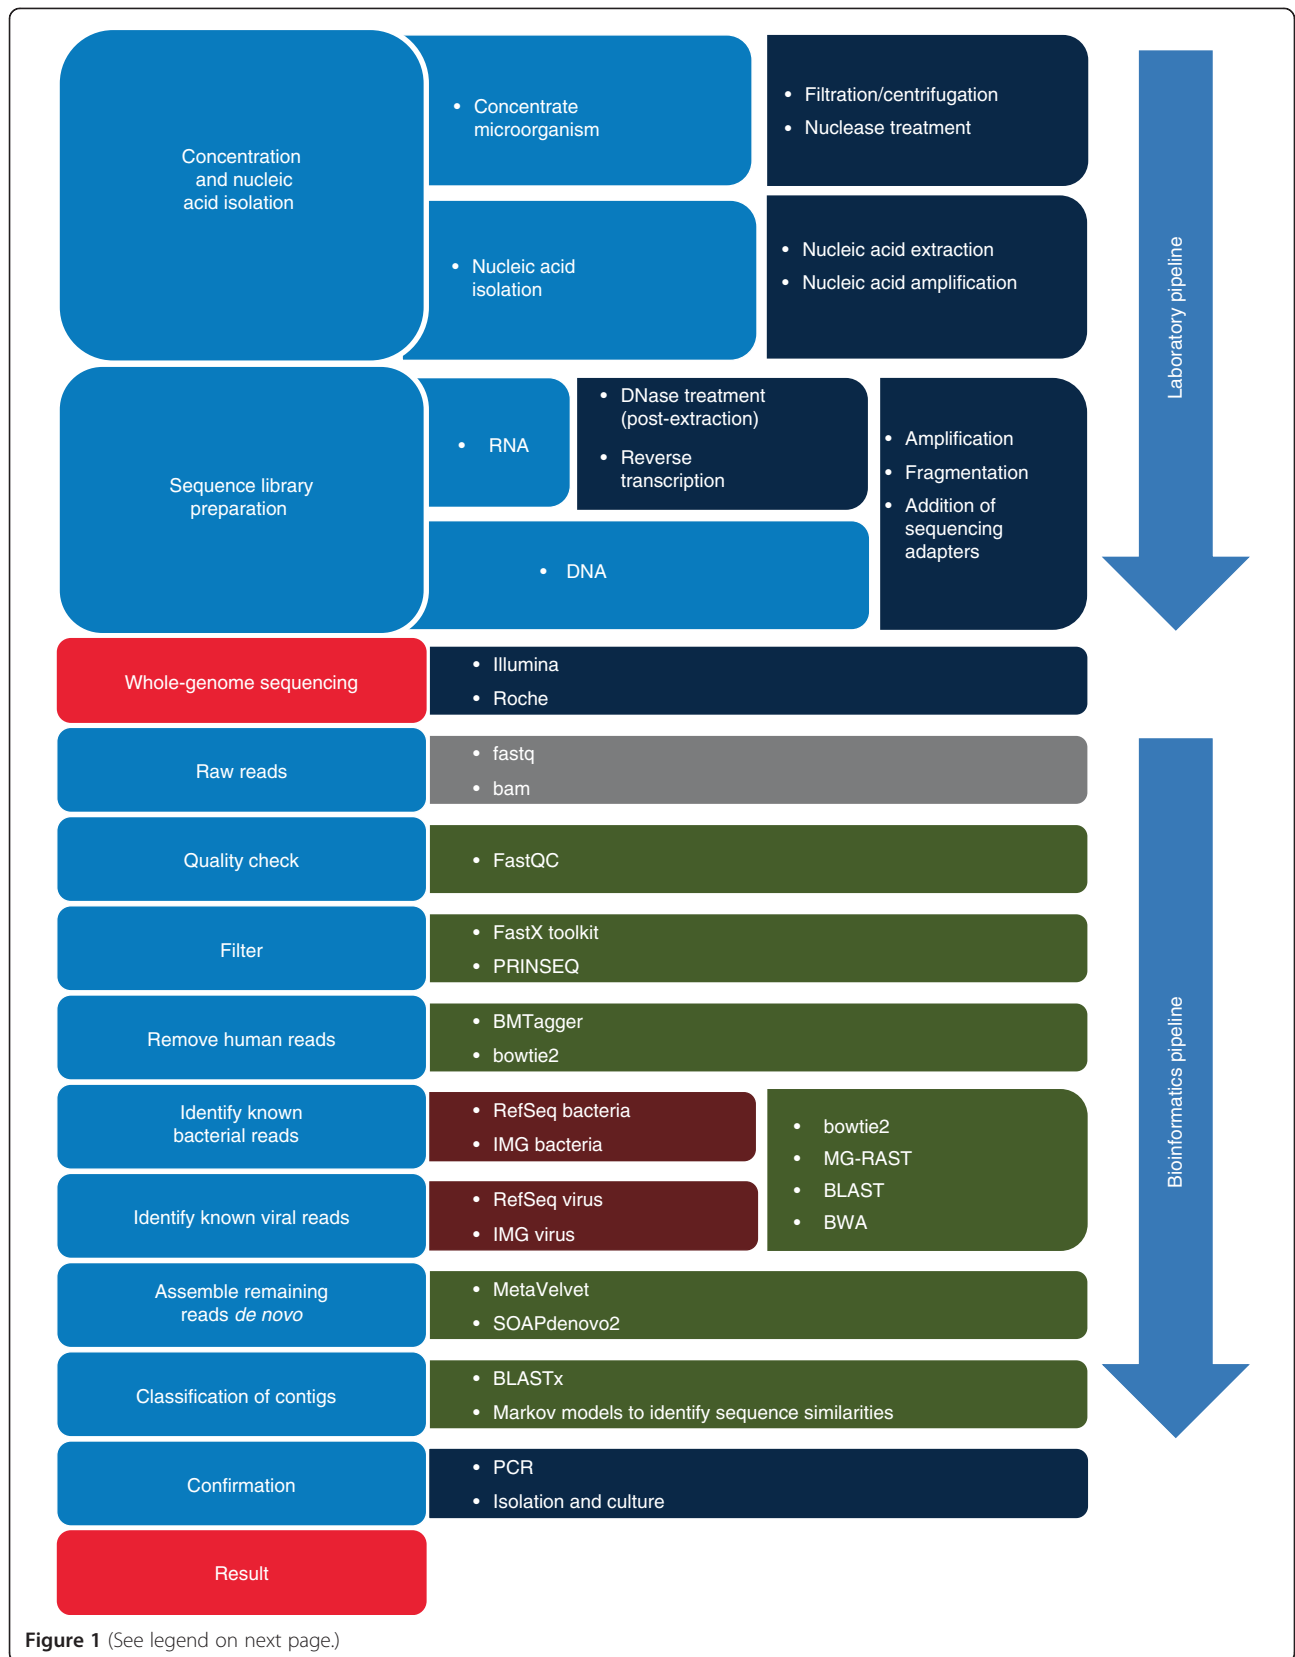 Concentration
and nucleic
acid isolation
• Concentrate
microorganism
• Filtration/centrifugation
• Nuclease treatment
• Nucleic acid
isolation
• Nucleic acid extraction
• Nucleic acid amplification
Laboratory pipeline
Sequence library
preparation
• RNA
• DNase treatment
(post-extraction)
• Reverse
transcription
• DNA
• Amplification
• Fragmentation
• Addition of
sequencing
adapters
Whole-genome sequencing
• Illumina
• Roche
Raw reads
• fastq
• bam
Quality check
• FastQC
Filter
• FastX toolkit
• PRINSEQ
Remove human reads
• BMTagger
• bowtie2
Identify known
bacterial reads
• RefSeq bacteria
• IMG bacteria
Identify known viral reads
• RefSeq virus
• IMG virus
• bowtie2
• MG-RAST
• BLAST
• BWA
Bioinformatics pipeline
Assemble remaining
reads de novo
• MetaVelvet
• SOAPdenovo2
Classification of contigs
• BLASTx
• Markov models to identify sequence similarities
Confirmation
• PCR
• Isolation and culture
Result
Figure 1 (See legend on next page.)